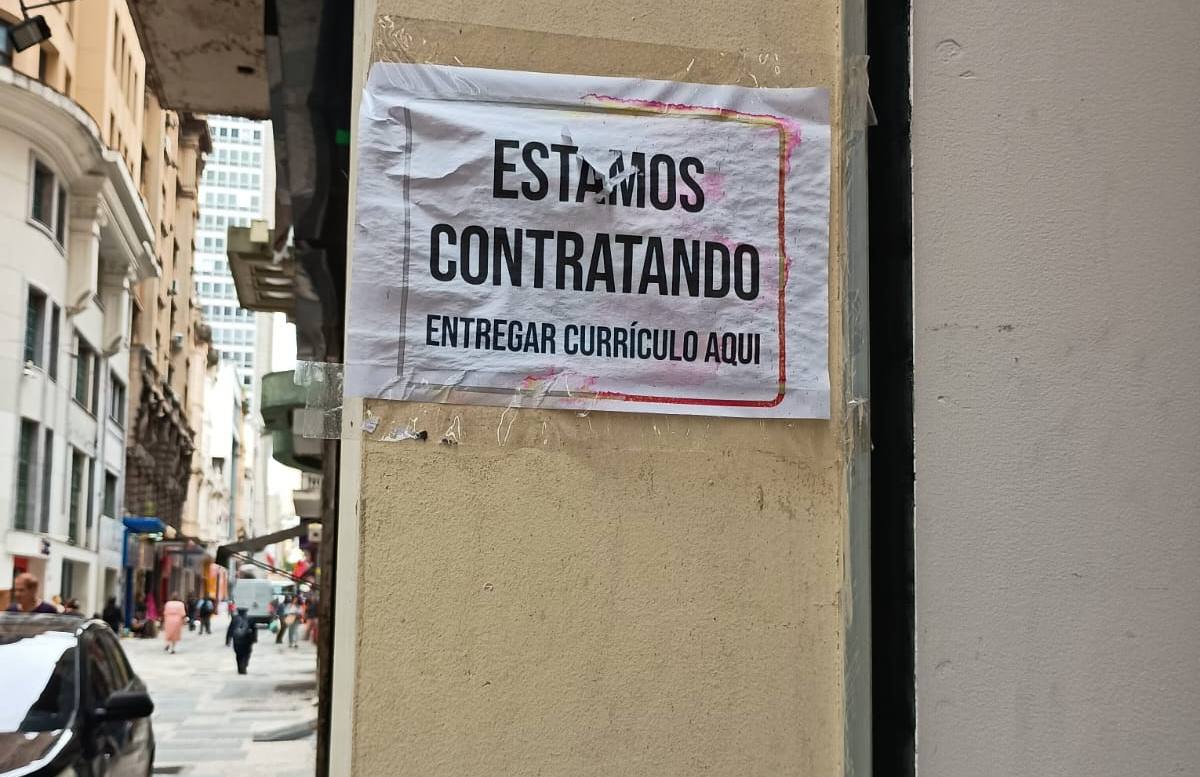 ESTAMOS
CONTRATANDO
ENTREGAR CURRÍCULO AQUI